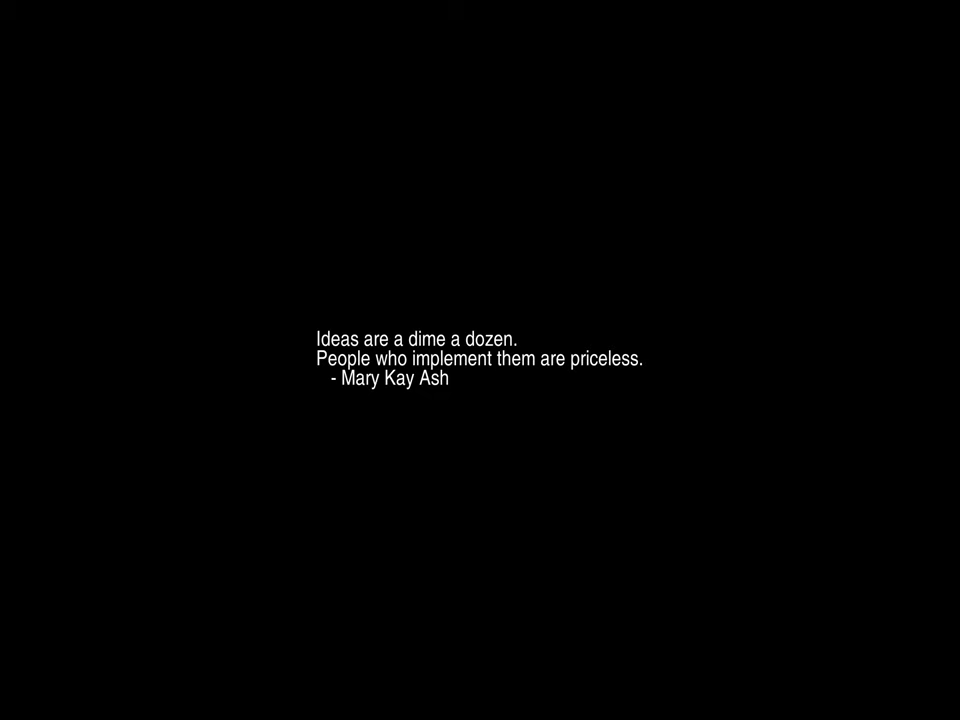 Ideas are a dime a dozen.
People who implement them are priceless.
- Mary Kay Ash